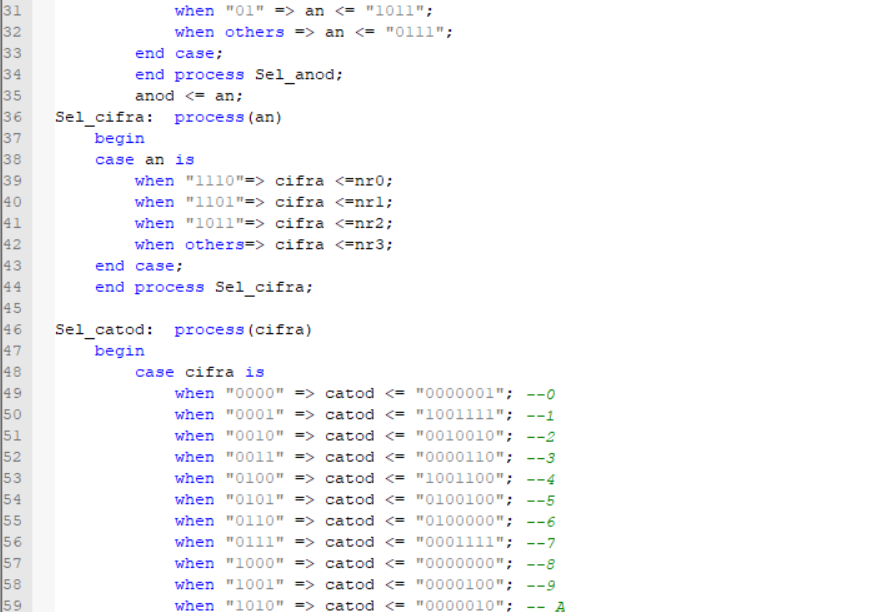 31 when "01" => an <= "1011";
32 when others => an <= "0111";
33 end case;
34 end process Sel_anod;
35 anod <= an;
36 Sel_cifra: process(an)
37 begin
38 case an is
39 when "1110"=> cifra <=nr0;
40 when "1101"=> cifra <=nr1;
41 when "1011"=> cifra <=nr2;
42 when others=> cifra <=nr3;
43 end case;
44 end process Sel_cifra;
45
46 Sel_catod: process(cifra)
47 begin
48 case cifra is
49 when "0000" => catod <= "0000001"; --0
50 when "0001" => catod <= "1001111"; --1
51 when "0010" => catod <= "0010010"; --2
52 when "0011" => catod <= "0000110"; --3
53 when "0100" => catod <= "1001100"; --4
54 when "0101" => catod <= "0100100"; --5
55 when "0110" => catod <= "0100000"; --6
56 when "0111" => catod <= "0001111"; --7
57 when "1000" => catod <= "0000000"; --8
58 when "1001" => catod <= "0000100"; --9
59 when "1010" => catod <= "0000010"; -- A